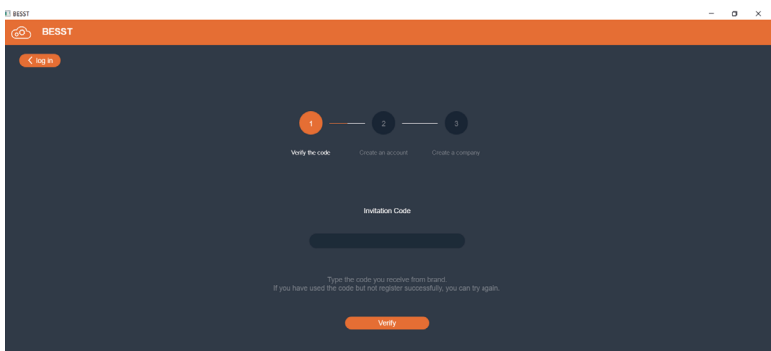 BESST
BESST
log in
1 2 3
Verify the code Create an account Create a company
Invitation Code
Type the code you receive from brand.
If you have used the code but not register successfully, you can try again.
Verify